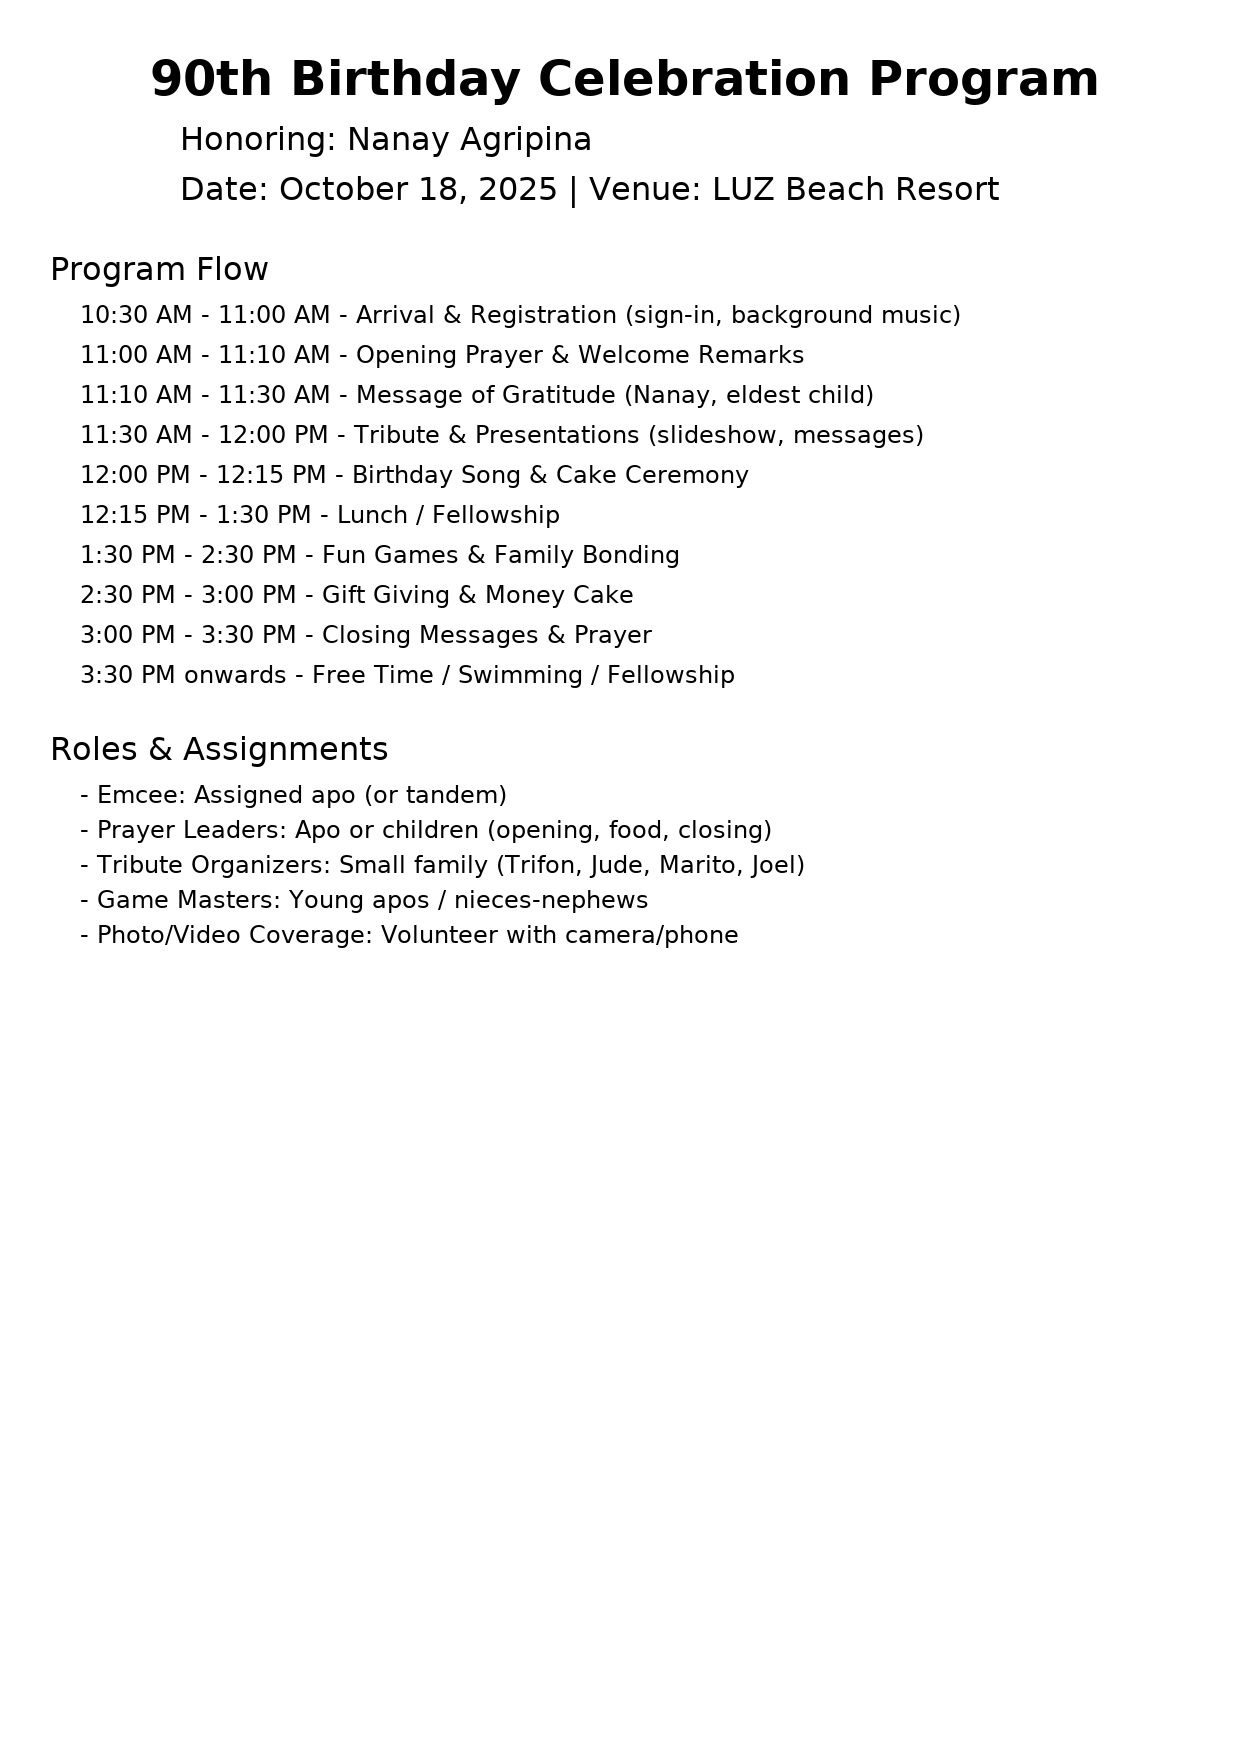 90th Birthday Celebration Program
Honoring: Nanay Agripina
Date: October 18, 2025 | Venue: LUZ Beach Resort
Program Flow
10:30 AM - 11:00 AM - Arrival & Registration (sign-in, background music)
11:00 AM - 11:10 AM - Opening Prayer & Welcome Remarks
11:10 AM - 11:30 AM - Message of Gratitude (Nanay, eldest child)
11:30 AM - 12:00 PM - Tribute & Presentations (slideshow, messages)
12:00 PM - 12:15 PM - Birthday Song & Cake Ceremony
12:15 PM - 1:30 PM - Lunch / Fellowship
1:30 PM - 2:30 PM - Fun Games & Family Bonding
2:30 PM - 3:00 PM - Gift Giving & Money Cake
3:00 PM - 3:30 PM - Closing Messages & Prayer
3:30 PM onwards - Free Time / Swimming / Fellowship
Roles & Assignments
- Emcee: Assigned apo (or tandem)
- Prayer Leaders: Apo or children (opening, food, closing)
- Tribute Organizers: Small family (Trifon, Jude, Marito, Joel)
- Game Masters: Young apos / nieces-nephews
- Photo/Video Coverage: Volunteer with camera/phone